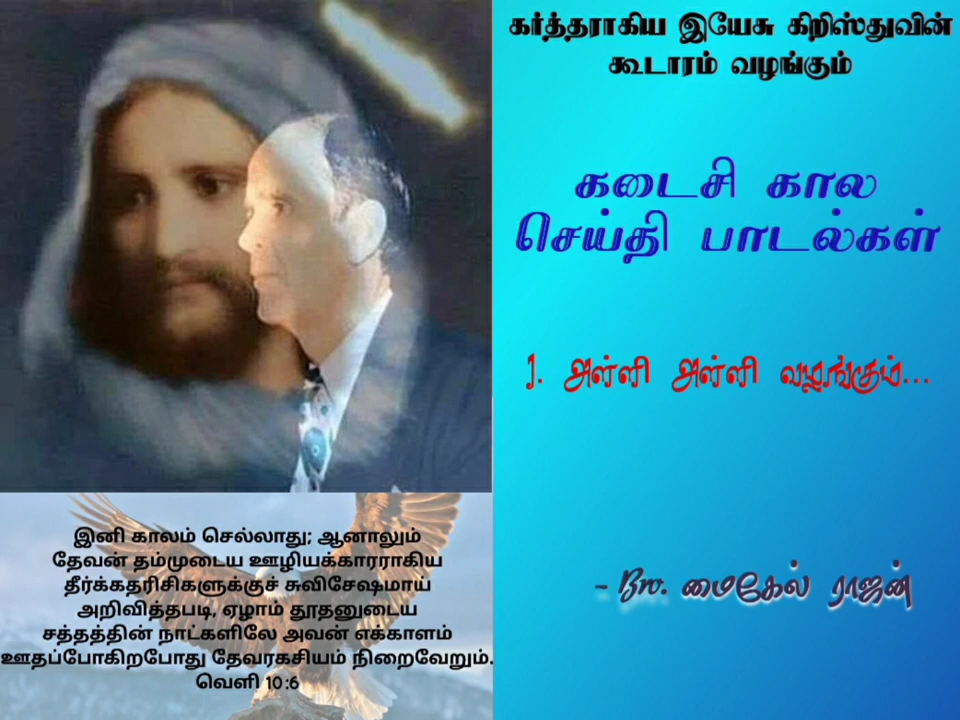 கர்த்தராகிய இயேசு கிறிஸ்துவின்
கூடாரம் வழங்கும்
கடைசி கால
செய்தி பாடல்கள்
1. அள்ளி அள்ளி வழங்கும்...
- Bro. மைகேல் ராஜன்
இனி காலம் செல்லாது; ஆனாலும்
தேவன் தம்முடைய ஊழியக்காரராகிய
தீர்க்கதரிசிகளுக்குச் சுவிசேஷமாய்
அறிவித்தபடி, ஏழாம் தூதனுடைய
சத்தத்தின் நாட்களிலே அவன் எக்காளம்
ஊதப்போகிறபோது தேவரகசியம் நிறைவேறும்.
வெளி 10:6